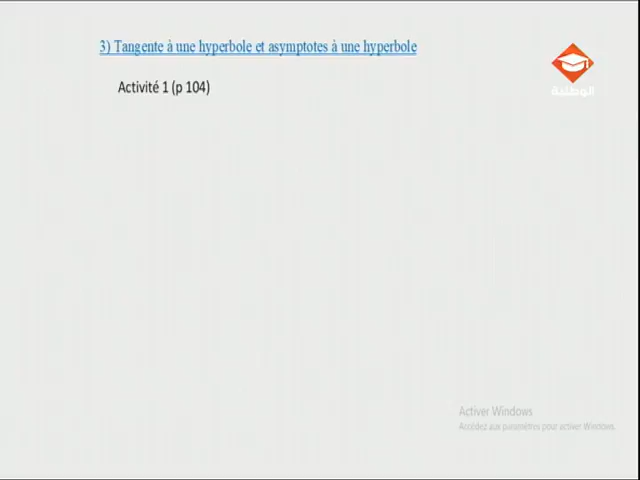 3) Tangente à une hyperbole et asymptotes à une hyperbole
الوطنية
Activité 1 (p 104)
Activer Windows
Accédez aux paramètres pour activer Windows.